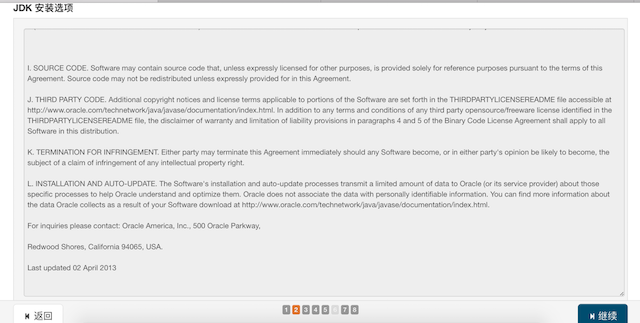 JDK 安装选项
I. SOURCE CODE. Software may contain source code that, unless expressly licensed for other purposes, is provided solely for reference purposes pursuant to the terms of this
Agreement. Source code may not be redistributed unless expressly provided for in this Agreement.
J. THIRD PARTY CODE. Additional copyright notices and license terms applicable to portions of the Software are set forth in the THIRDPARTYLICENSEREADME file accessible at
http://www.oracle.com/technetwork/java/javase/documentation/index.html. In addition to any terms and conditions of any third party opensource/freeware license identified in the
THIRDPARTYLICENSEREADME file, the disclaimer of warranty and limitation of liability provisions in paragraphs 4 and 5 of the Binary Code License Agreement shall apply to all
Software in this distribution.
K. TERMINATION FOR INFRINGEMENT. Either party may terminate this Agreement immediately should any Software become, or in either party's opinion be likely to become, the
subject of a claim of infringement of any intellectual property right.
L. INSTALLATION AND AUTO-UPDATE. The Software's installation and auto-update processes transmit a limited amount of data to Oracle (or its service provider) about those
specific processes to help Oracle understand and optimize them. Oracle does not associate the data with personally identifiable information. You can find more information about
the data Oracle collects as a result of your Software download at http://www.oracle.com/technetwork/java/javase/documentation/index.html.
For inquiries please contact: Oracle America, Inc., 500 Oracle Parkway,
Redwood Shores, California 94065, USA.
Last updated 02 April 2013
返回 1 2 3 4 5 6 7 8 继续